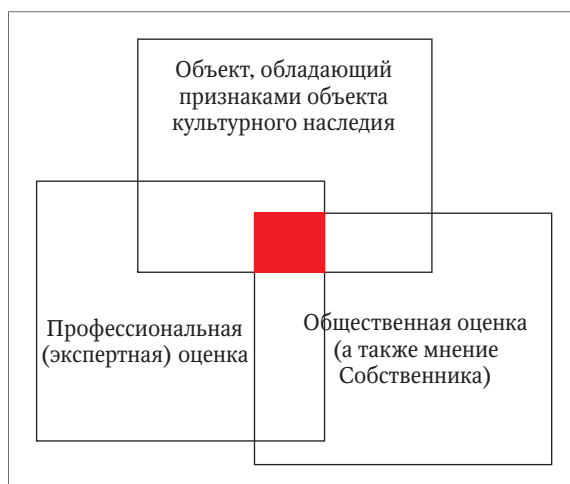 Объект, обладающий
признаками объекта
культурного наследия
Профессиональная
(экспертная) оценка
Общественная оценка
(а также мнение
Собственника)